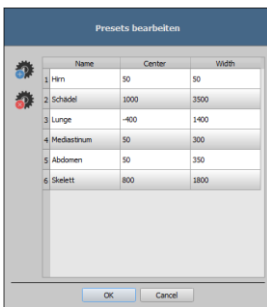 Presets bearbeiten
Name Center Width
1 Hirn 50 50
2 Schädel 1000 3500
3 Lunge -400 1400
4 Mediastinum 50 300
5 Abdomen 50 350
6 Skelett 800 1800
OK Cancel